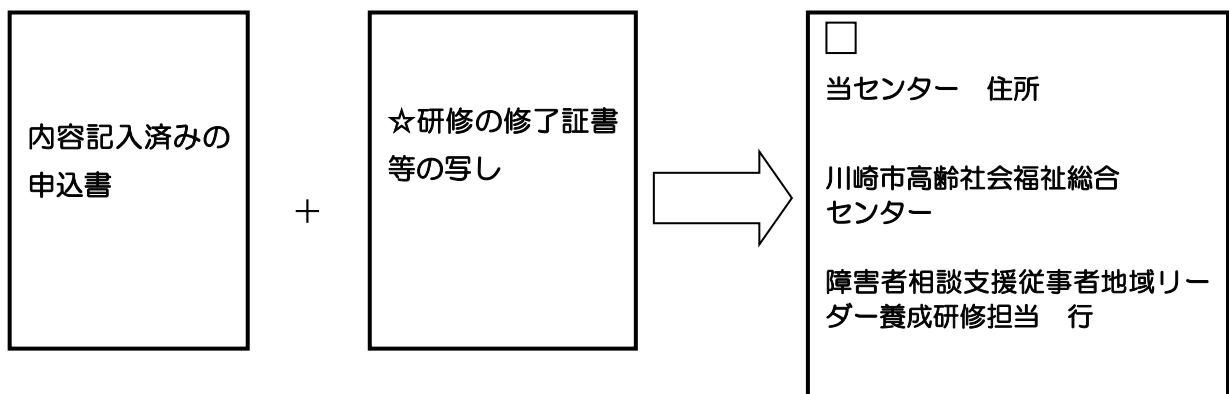 内容記入済みの
申込書
＋
☆研修の修了証書
等の写し
当センター　住所
川崎市高齢社会福祉総合
センター
障害者相談支援従事者地域リー
ダー養成研修担当　行